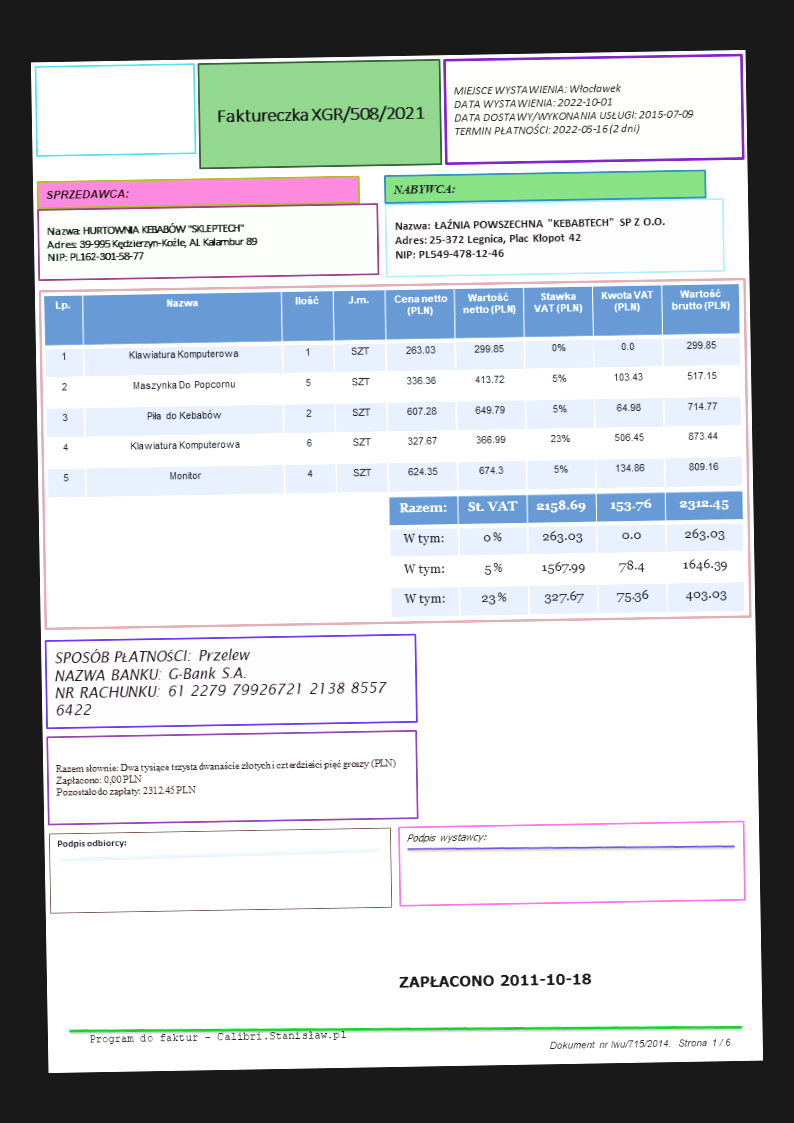 Faktureczka XGR/508/2021
MIEJSCE WYSTAWIENIA: Włocławek
DATA WYSTAWIENIA: 2022-10-01
DATA DOSTAWY/WYKONANIA USŁUGI: 2015-07-09
TERMIN PŁATNOŚCI: 2022-05-16 (2 dni)
SPRZEDAWCA:
Nazwa: HURTOWNIA KEBABÓW "SKLEPTECH"
Adres: 39-995 Kędzierzyn-Koźle, Al. Kalambur 89
NIP: PL162-301-58-77
NABYWCA:
Nazwa: ŁAŹNIA POWSZECHNA "KEBABTECH" SP Z O.O.
Adres: 25-372 Legnica, Plac Kłopot 42
NIP: PL549-478-12-46
Lp. Nazwa Ilość J.m. Cena netto (PLN) Wartość netto (PLN) Stawka VAT (PLN) Kwota VAT (PLN) Wartość brutto (PLN)
1 Klawiatura Komputerowa 1 SZT 263.03 299.85 0% 0.0 299.85
2 Maszynka Do Popcornu 5 SZT 336.36 413.72 5% 103.43 517.15
3 Piła do Kebabów 2 SZT 607.28 649.79 5% 64.98 714.77
4 Klawiatura Komputerowa 6 SZT 327.67 366.99 23% 506.45 873.44
5 Monitor 4 SZT 624.35 674.3 5% 134.86 809.16
Razem: St. VAT 2158.69 153.76 2312.45
W tym: 0% 263.03 0.0 263.03
W tym: 5% 1567.99 78.4 1646.39
W tym: 23% 327.67 75.36 403.03
SPOSÓB PŁATNOŚCI: Przelew
NAZWA BANKU: G-Bank S.A.
NR RACHUNKU: 61 2279 79926721 2138 8557
6422
Razem słownie: Dwa tysiące trzysta dwanaście złotych i czterdzieści pięć groszy (PLN)
Zapłacono: 0,00 PLN
Pozostało do zapłaty: 2312.45 PLN
Podpis odbiorcy:
Podpis wystawcy:
ZAPŁACONO 2011-10-18
Program do faktur – Calibri.Stanisław.pl
Dokument nr lwu/715/2014. Strona 1 / 6